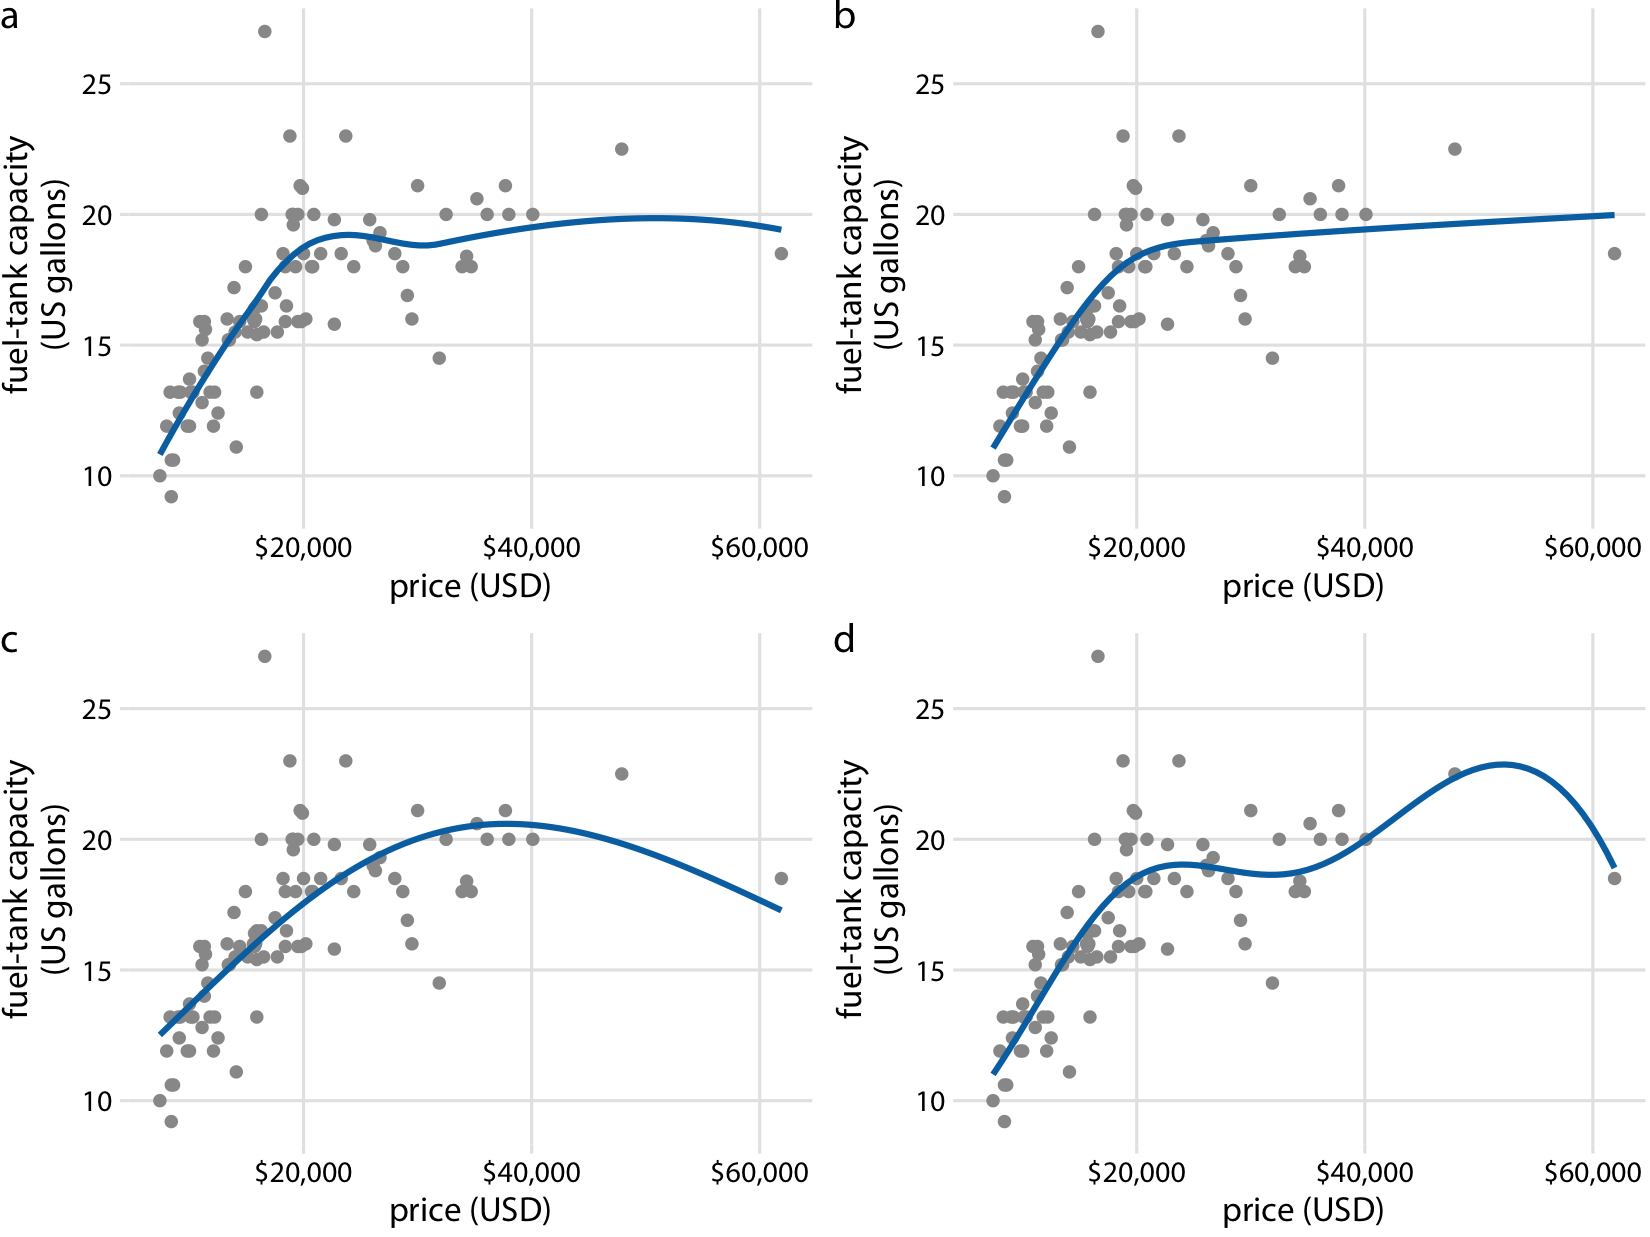 a
25
20
15
10
fuel-tank capacity
(US gallons)
$20,000
$40,000
$60,000
price (USD)
b
25
20
15
10
fuel-tank capacity
(US gallons)
$20,000
$40,000
$60,000
price (USD)
c
25
20
15
10
fuel-tank capacity
(US gallons)
$20,000
$40,000
$60,000
price (USD)
d
25
20
15
10
fuel-tank capacity
(US gallons)
$20,000
$40,000
$60,000
price (USD)